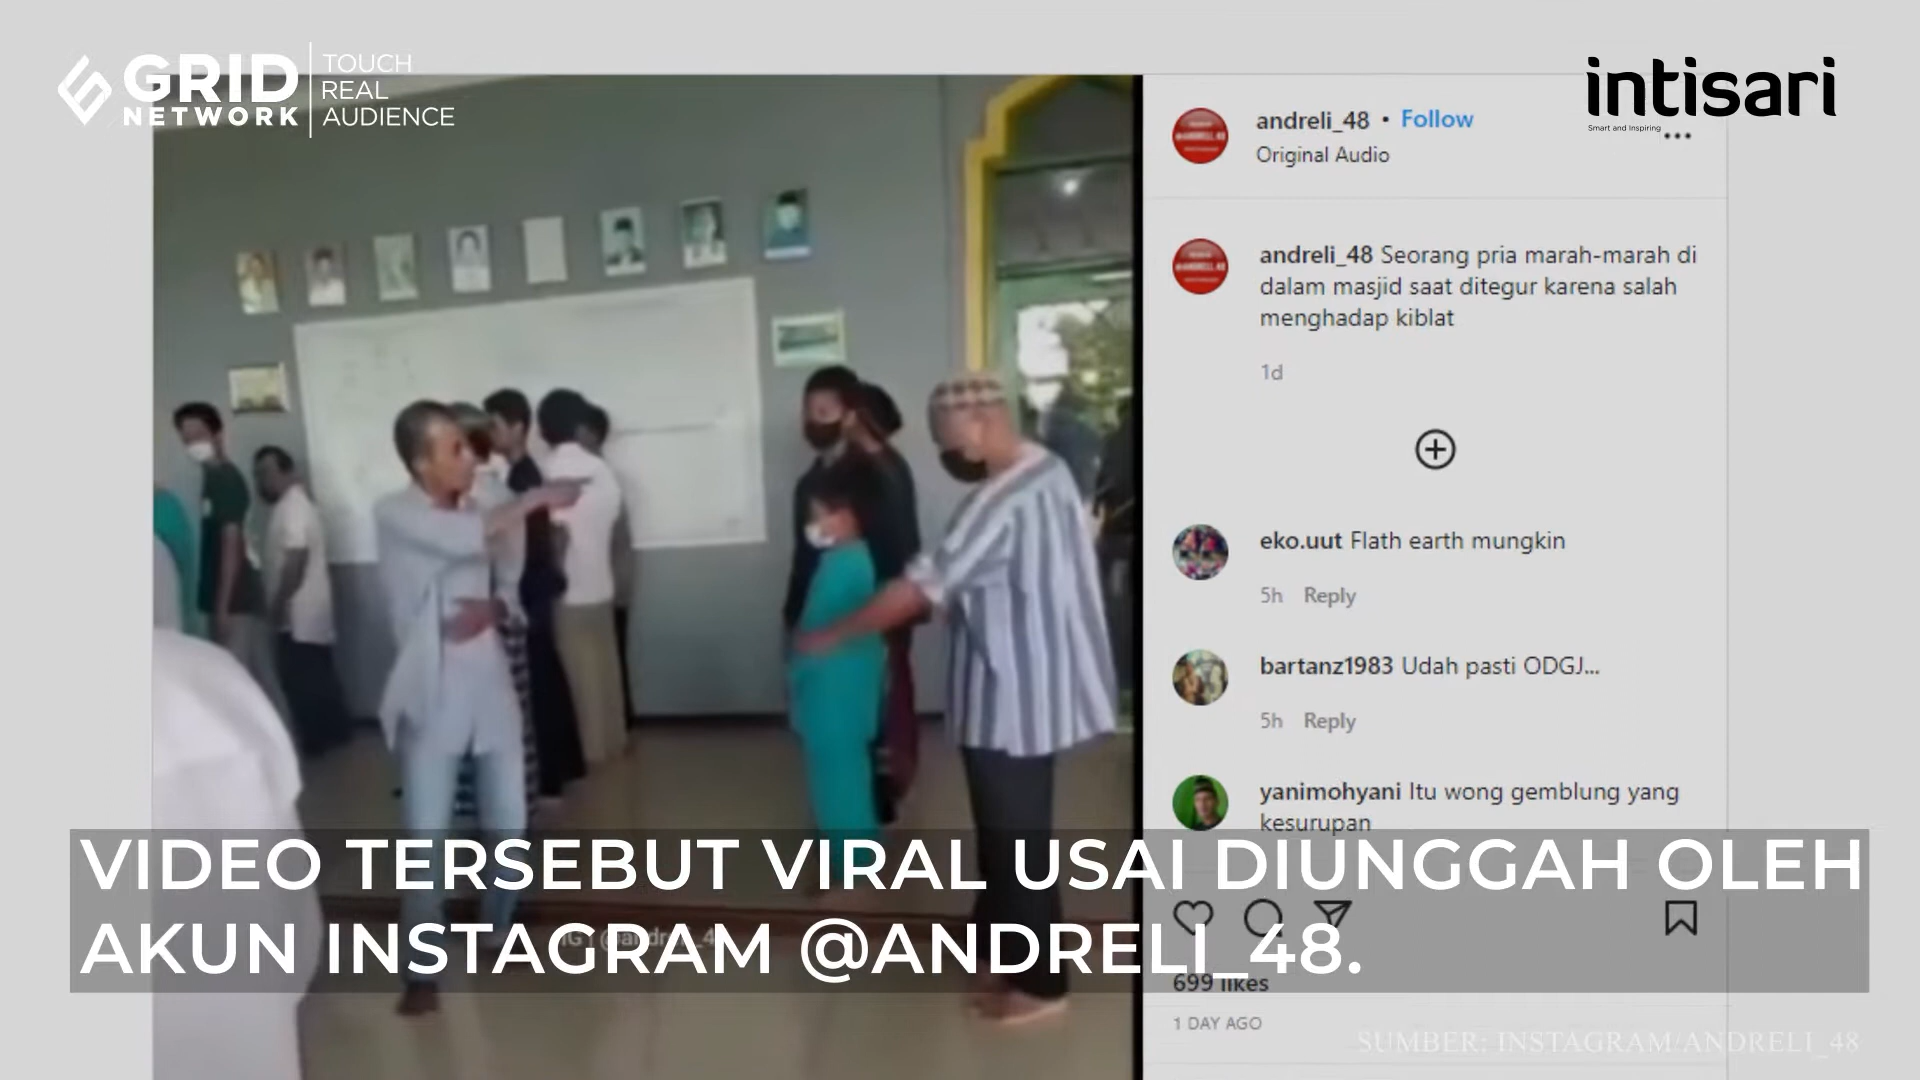 GRID
NETWORK
TOUCH
REAL
AUDIENCE
intisari
Smart and Inspiring
andreli_48 • Follow
Original Audio
andreli_48 Seorang pria marah-marah di
dalam masjid saat ditegur karena salah
menghadap kiblat
1d
eko.uut Flath earth mungkin
5h Reply
bartanz1983 Udah pasti ODGJ...
5h Reply
yanimohyani Itu wong gemblung yang
kesurupan
VIDEO TERSEBUT VIRAL USAI DIUNGGAH OLEH
AKUN INSTAGRAM @ANDRELI_48.
IG | @andreli_48
699 likes
1 DAY AGO
SUMBER: INSTAGRAM/ANDRELI_48